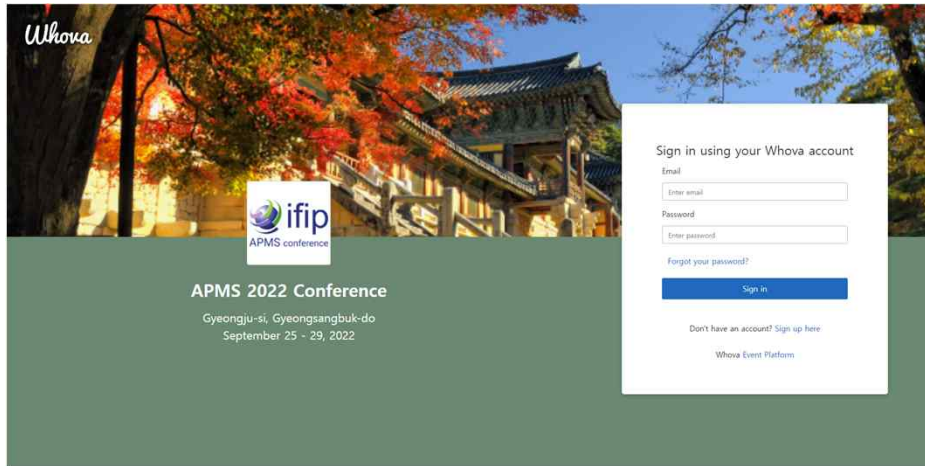 Whova
ifip
APMS conference
APMS 2022 Conference
Gyeongju-si, Gyeongsangbuk-do
September 25 - 29, 2022
Sign in using your Whova account
Email
Enter email
Password
Enter password
Forgot your password?
Sign in
Don't have an account? Sign up here
Whova Event Platform